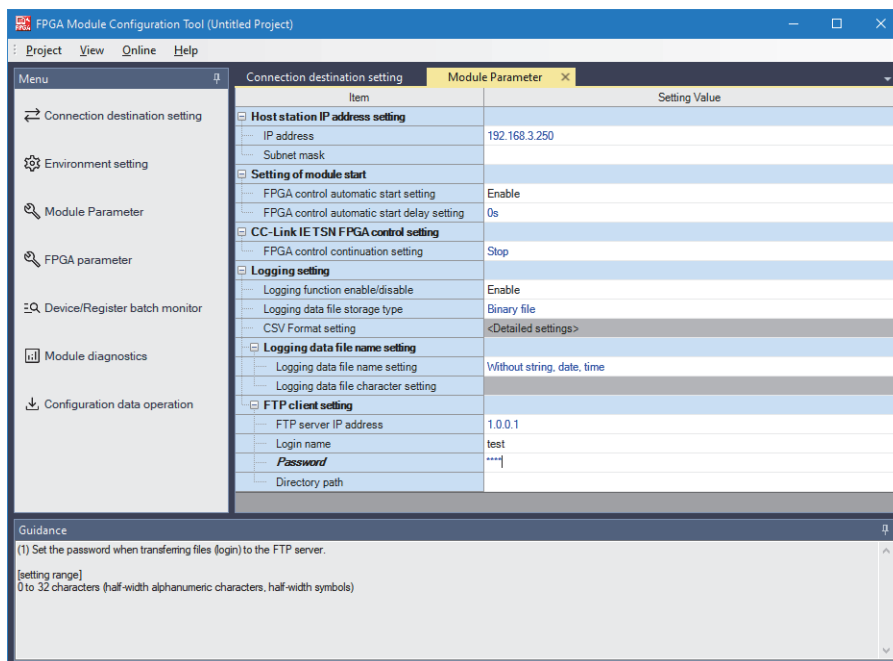 FPGA Module Configuration Tool (Untitled Project)
Project View Online Help
Menu
Connection destination setting
Environment setting
Module Parameter
FPGA parameter
Device/Register batch monitor
Module diagnostics
Configuration data operation
Connection destination setting Module Parameter
Item Setting Value
Host station IP address setting
IP address 192.168.3.250
Subnet mask
Setting of module start
FPGA control automatic start setting Enable
FPGA control automatic start delay setting 0s
CC-Link IE TSN FPGA control setting
FPGA control continuation setting Stop
Logging setting
Logging function enable/disable Enable
Logging data file storage type Binary file
CSV Format setting <Detailed settings>
Logging data file name setting
Logging data file name setting Without string, date, time
Logging data file character setting
FTP client setting
FTP server IP address 1.0.0.1
Login name test
Password ****
Directory path
Guidance
(1) Set the password when transferring files (login) to the FTP server.
[setting range]
0 to 32 characters (half-width alphanumeric characters, half-width symbols)